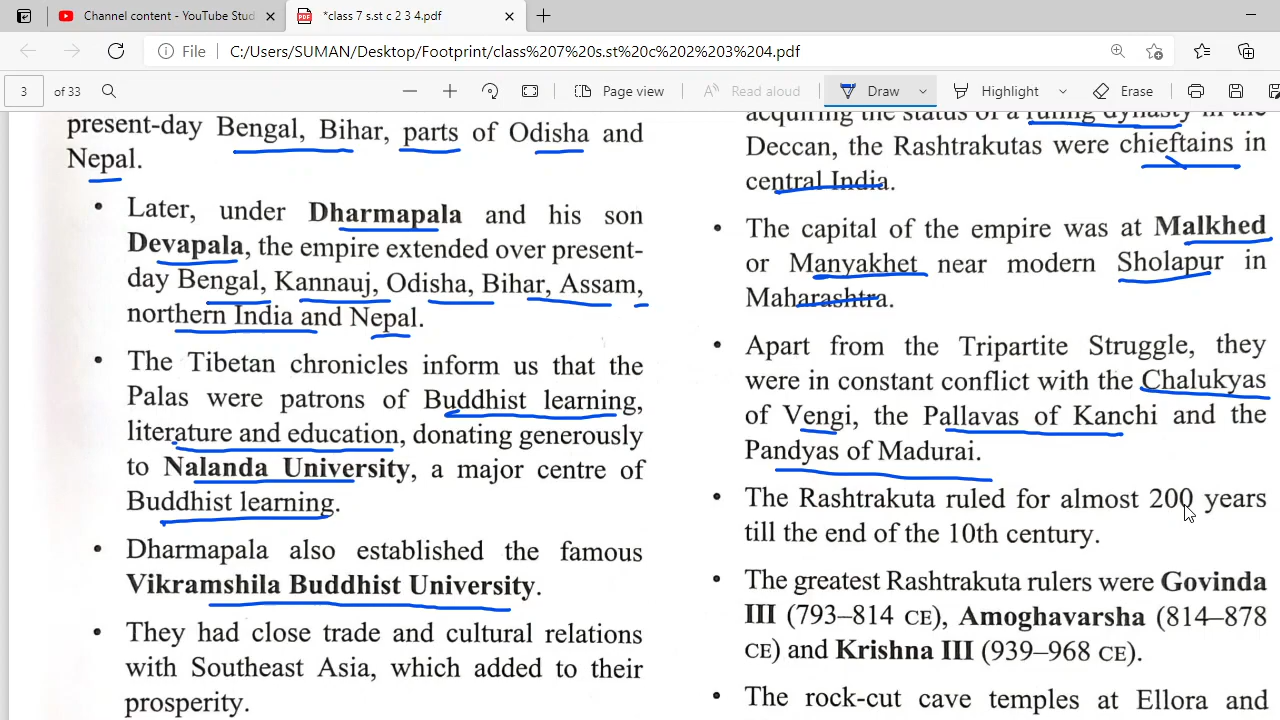 Channel content - YouTube Stud
*class 7 s.st c 2 3 4.pdf
File
C:/Users/SUMAN/Desktop/Footprint/class%207%20s.st%20c%202%203%204.pdf
3
of 33
Page view
Read aloud
Draw
Highlight
Erase
present-day Bengal, Bihar, parts of Odisha and
Nepal.
• Later, under Dharmapala and his son
Devapala, the empire extended over present-
day Bengal, Kannauj, Odisha, Bihar, Assam,
northern India and Nepal.
• The Tibetan chronicles inform us that the
Palas were patrons of Buddhist learning,
literature and education, donating generously
to Nalanda University, a major centre of
Buddhist learning.
• Dharmapala also established the famous
Vikramshila Buddhist University.
• They had close trade and cultural relations
with Southeast Asia, which added to their
prosperity.
acquiring the status of a ruling dynasty in the
Deccan, the Rashtrakutas were chieftains in
central India.
• The capital of the empire was at Malkhed
or Manyakhet near modern Sholapur in
Maharashtra.
• Apart from the Tripartite Struggle, they
were in constant conflict with the Chalukyas
of Vengi, the Pallavas of Kanchi and the
Pandyas of Madurai.
• The Rashtrakuta ruled for almost 200 years
till the end of the 10th century.
• The greatest Rashtrakuta rulers were Govinda
III (793–814 CE), Amoghavarsha (814–878
CE) and Krishna III (939–968 CE).
• The rock-cut cave temples at Ellora and